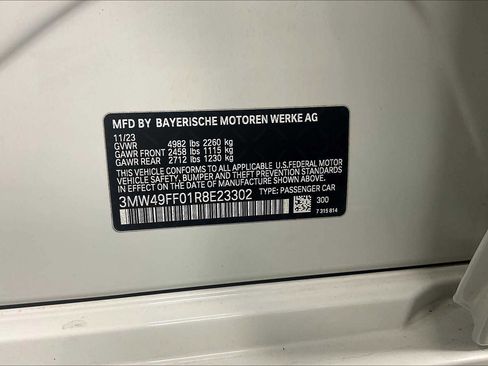 MFD BY BAYERISCHE MOTOREN WERKE AG
11/23
GVWR 4982 lbs 2260 kg
GAWR FRONT 2458 lbs 1115 kg
GAWR REAR 2712 lbs 1230 kg
THIS VEHICLE CONFORMS TO ALL APPLICABLE U.S.FEDERAL MOTOR
VEHICLE SAFETY, BUMPER, AND THEFT PREVENTION STANDARDS
IN EFFECT ON THE DATE OF MANUFACTURE SHOWN ABOVE.
3MW49FF01R8E23302 TYPE: PASSENGER CAR
300
7 315 814